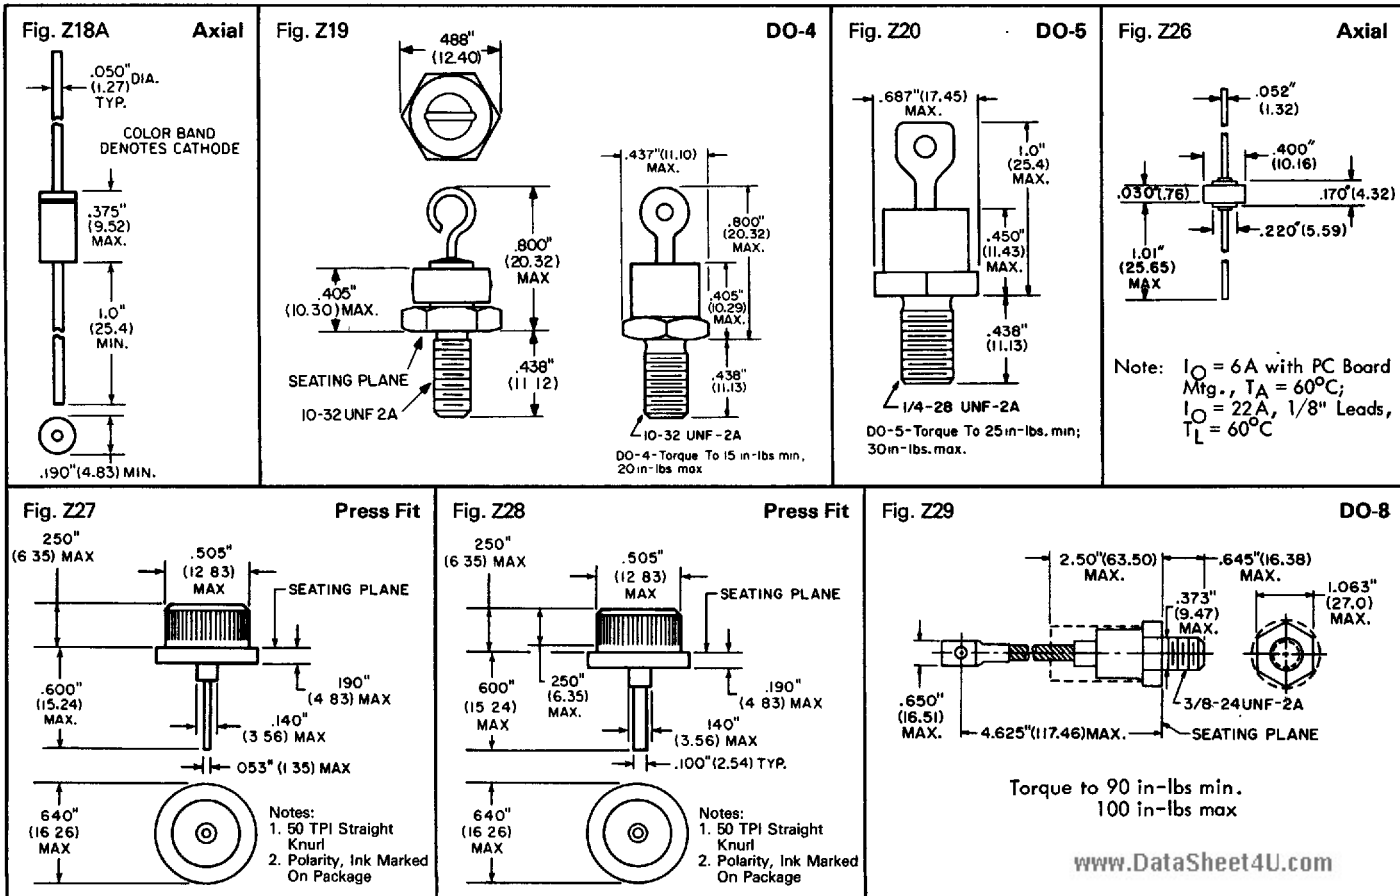 Fig. Z18A Axial
.050"
(1.27) DIA.
TYP.
COLOR BAND
DENOTES CATHODE
.375"
(9.52)
MAX.
1.0"
(25.4)
MIN.
.190"(4.83) MIN.
Fig. Z19 DO-4
.488"
(12.40)
.437"(11.10)
MAX.
.800"
(20.32)
MAX
.405"
(10.30) MAX.
SEATING PLANE
.438"
(11.12)
10-32 UNF 2A
.800"
(20.32)
MAX.
.405"
(10.29)
MAX.
.438"
(11.13)
10-32 UNF-2A
DO-4-Torque To 15 in-lbs min,
20 in-lbs max
Fig. Z20 DO-5
.687"(17.45)
MAX.
1.0"
(25.4)
MAX.
.450"
(11.43)
MAX.
.438"
(11.13)
1/4-28 UNF-2A
DO-5-Torque To 25 in-lbs. min;
30 in-lbs. max.
Fig. Z26 Axial
.052"
(1.32)
.400"
(10.16)
.030"(.76)
.170"(4.32)
.220"(5.59)
1.01"
(25.65)
MAX
Note: IO = 6A with PC Board
Mtg., TA = 60°C;
IO = 22A, 1/8" Leads,
TL = 60°C
Fig. Z27 Press Fit
250"
(6 35) MAX
.505"
(12 83)
MAX
SEATING PLANE
.600"
(15.24)
MAX.
190"
(4 83) MAX
.140"
(3 56) MAX
053" (1 35) MAX
640"
(16 26)
MAX
Notes:
1. 50 TPI Straight
Knurl
2. Polarity, Ink Marked
On Package
Fig. Z28 Press Fit
250"
(6 35) MAX
.505"
(12 83)
MAX
SEATING PLANE
600"
(15 24)
MAX
250"
(6.35)
MAX.
.190"
(4 83) MAX
140"
(3.56) MAX
.100"(2.54) TYP.
640"
(16 26)
MAX
Notes:
1. 50 TPI Straight
Knurl
2. Polarity, Ink Marked
On Package
Fig. Z29 DO-8
2.50"(63.50)
MAX.
.645"(16.38)
MAX.
.373"
(9.47)
MAX.
1.063"
(27.0)
MAX.
.650"
(16.51)
MAX.
3/8-24UNF-2A
4.625"(117.46)MAX.
SEATING PLANE
Torque to 90 in-lbs min.
100 in-lbs max
www.DataSheet4U.com